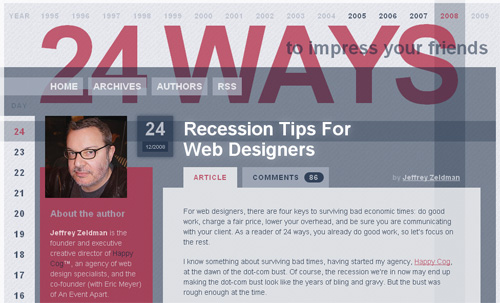 YEAR 1995 1996 1997 1998 1999 2000 2001 2002 2003 2004 2005 2006 2007 2008 2009
24 WAYS
to impress your friends
HOME ARCHIVES AUTHORS RSS
DAY
24
23
22
21
20
19
18
17
16
24
12/2008
Recession Tips For
Web Designers
ARTICLE COMMENTS 86
by Jeffrey Zeldman
About the author
Jeffrey Zeldman is the
founder and executive
creative director of Happy
Cog™, an agency of web
design specialists, and the
co-founder (with Eric Meyer)
of An Event Apart
For web designers, there are four keys to surviving bad economic times: do good
work, charge a fair price, lower your overhead, and be sure you are communicating
with your client. As a reader of 24 ways, you already do good work, so let's focus on
the rest.
I know something about surviving bad times, having started my agency, Happy Cog,
at the dawn of the dot-com bust. Of course, the recession we're in now may end up
making the dot-com bust look like the years of bling and gravy. But the bust was
rough enough at the time.